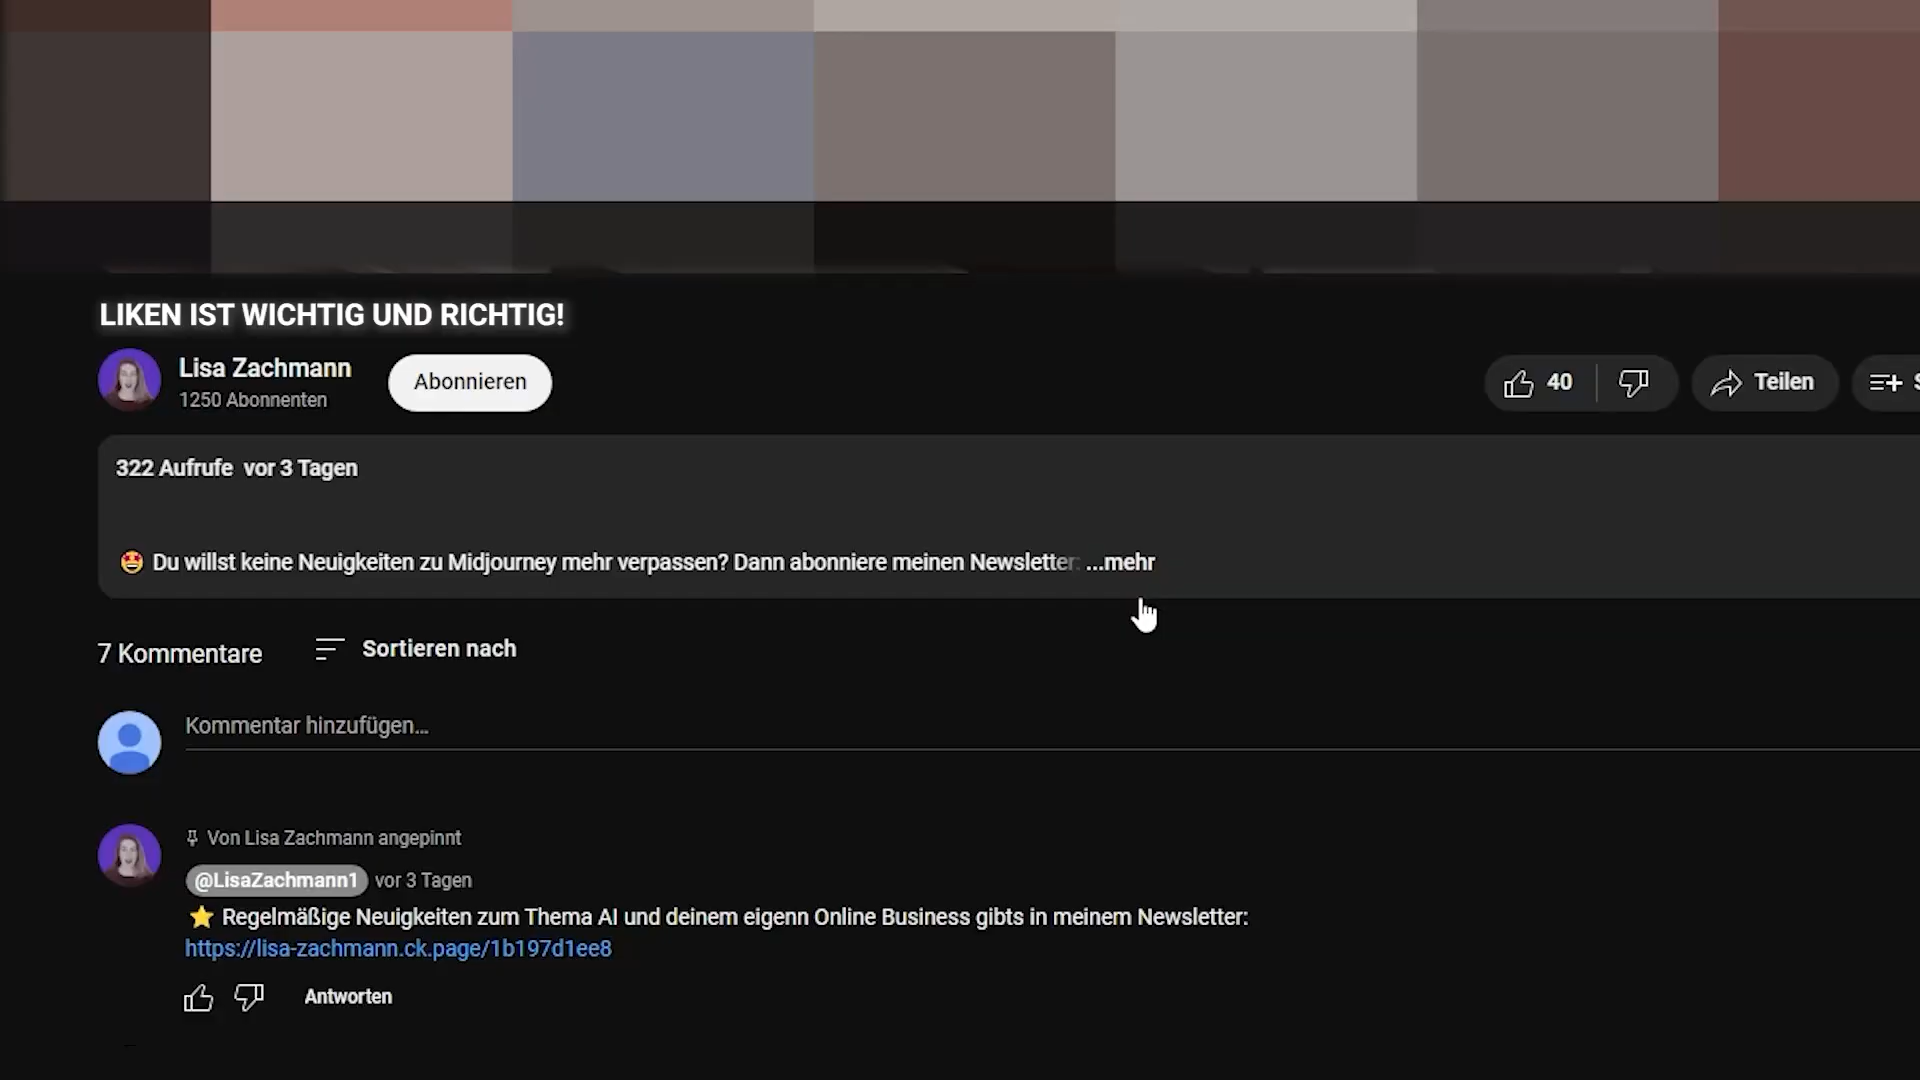 LIKEN IST WICHTIG UND RICHTIG!
Lisa Zachmann
1250 Abonnenten
Abonnieren
40
Teilen
322 Aufrufe vor 3 Tagen
🤩 Du willst keine Neuigkeiten zu Midjourney mehr verpassen? Dann abonniere meinen Newsletter: ...mehr
7 Kommentare
Sortieren nach
Kommentar hinzufügen...
Von Lisa Zachmann angepinnt
@LisaZachmann1 vor 3 Tagen
⭐ Regelmäßige Neuigkeiten zum Thema AI und deinem eigenn Online Business gibts in meinem Newsletter:
https://lisa-zachmann.ck.page/1b197d1ee8
Antworten